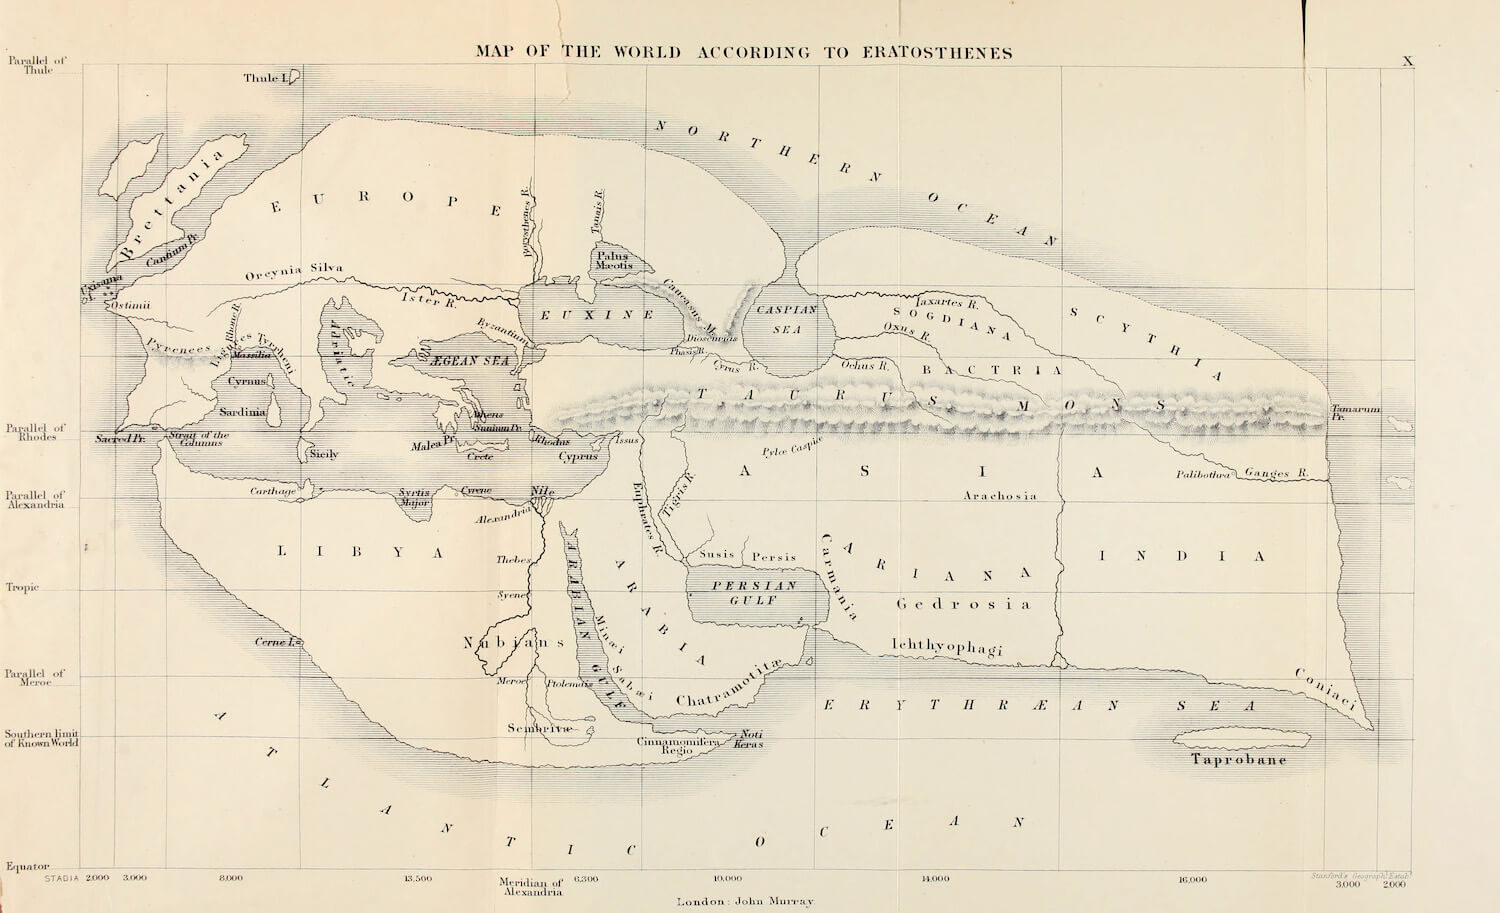 MAP OF THE WORLD ACCORDING TO ERATOSTHENES
X
Parallel of
Thule
Thule I.
NORTHERN OCEAN
Brettania
Cantium Pr.
Uxisama
I.
Ostimii
EUROPE
Borysthenes R.
Tanais R.
Palus
Mæotis
Orcynia Silva
Ister R.
Caucasus M.
EUXINE
CASPIAN
SEA
Iaxartes R.
SOGDIANA
Oxus R.
SCYTHIA
Rhone R.
Pyrenees
Ligures
Tyrrheni
Massilia
Adriatic
Byzantium
ÆGEAN SEA
Dioscurias
Phasis R.
Cyrus R.
Ochus R.
BACTRIA
Cyrnus
Sardinia
TAURUS MONS
Tamarum
Pr.
Parallel of
Rhodes
Sacred Pr.
Strait of the
Columns
Athens
Sunium Pr.
Malea Pr.
Rhodus
Issus
Sicily
Crete
Cyprus
Pylæ Caspiæ
ASIA
Palibothra
Ganges R.
Arachosia
Parallel of
Alexandria
Carthage
Syrtis
Major
Cyrene
Nile
Alexandria
Euphrates R.
Tigris R.
LIBYA
Thebes
Susis
Persis
Carmania
ARIANA
INDIA
Tropic
Syene
ARABIAN GULF
ARABIA
PERSIAN
GULF
Gedrosia
Cerne I.
Nubians
Minæi
Sabæi
Ichthyophagi
Parallel of
Meroe
Meroe
Ptolemais
Chatramotitæ
Coniaci
ERYTHRÆAN SEA
Southern limit
of Known World
Sembritæ
Cinnamomifera
Regio
Noti
Keras
Taprobane
ATLANTIC OCEAN
Equator
STADIA 2,000 3,000 8,000 13,500 Meridian of
Alexandria 6,300 10,000 14,000 16,000 3,000 2,000
Stanford's Geograph! Estab!
London: John Murray.